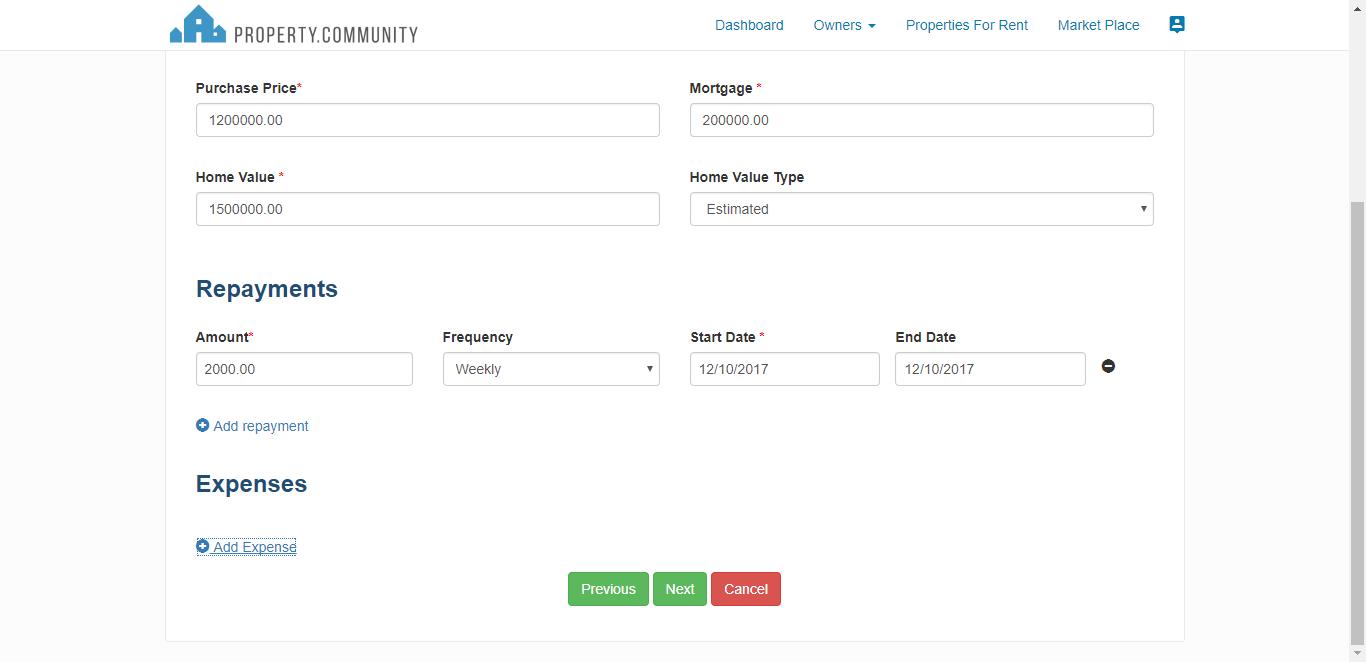 PROPERTY.COMMUNITY Dashboard Owners Properties For Rent Market Place
Purchase Price* Mortgage *
1200000.00 200000.00
Home Value * Home Value Type
1500000.00 Estimated
Repayments
Amount* Frequency Start Date * End Date
2000.00 Weekly 12/10/2017 12/10/2017
Add repayment
Expenses
Add Expense
Previous Next Cancel